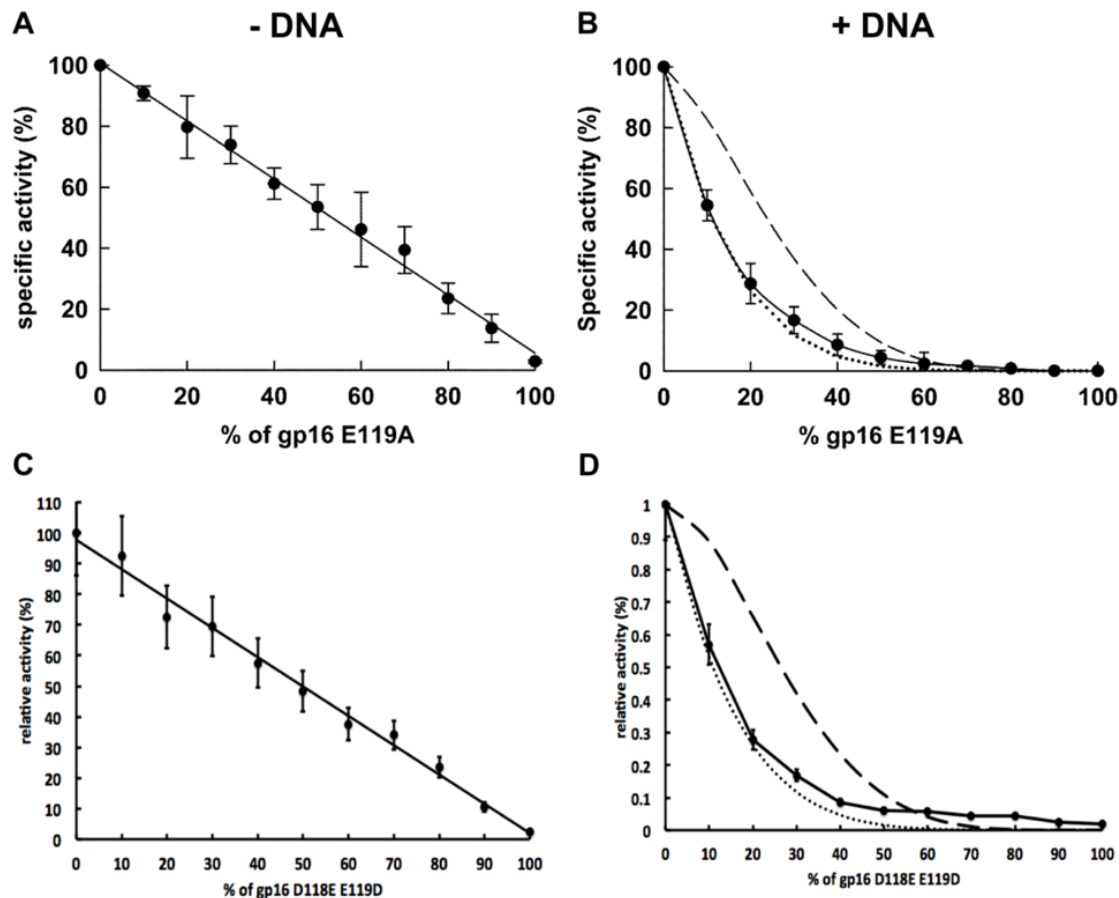 A - DNA
specific activity (%)
100
80
60
40
20
0
0 20 40 60 80 100
% of gp16 E119A
B + DNA
Specific activity (%)
100
80
60
40
20
0
0 20 40 60 80 100
% gp16 E119A
C
relative activity (%)
110
100
90
80
70
60
50
40
30
20
10
0
0 10 20 30 40 50 60 70 80 90 100
% of gp16 D118E E119D
D
relative activity (%)
1
0.9
0.8
0.7
0.6
0.5
0.4
0.3
0.2
0.1
0
0 10 20 30 40 50 60 70 80 90 100
% of gp16 D118E E119D